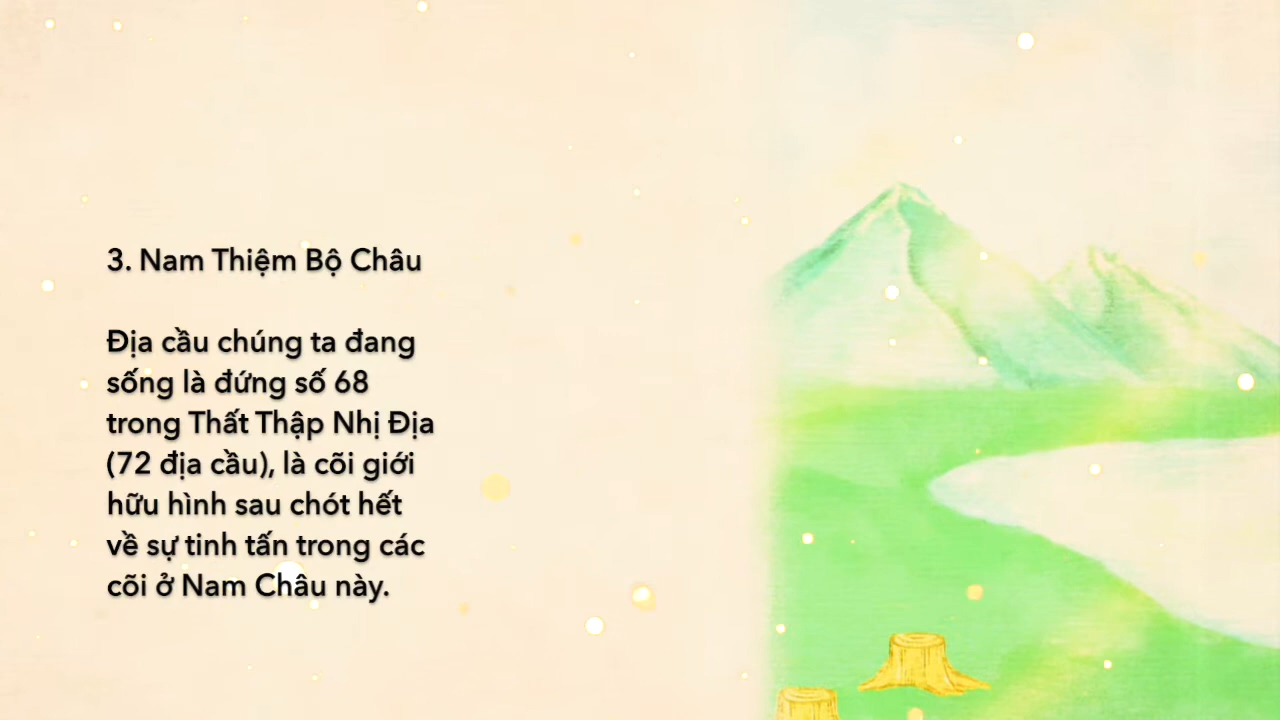 3. Nam Thiệm Bộ Châu
Địa cầu chúng ta đang
sống là đứng số 68
trong Thất Thập Nhị Địa
(72 địa cầu), là cõi giới
hữu hình sau chót hết
về sự tinh tấn trong các
cõi ở Nam Châu này.